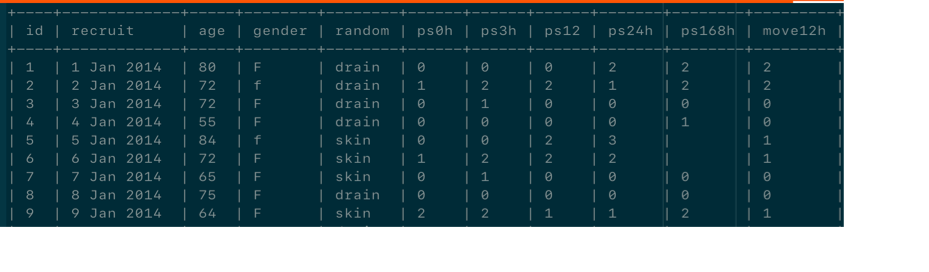 +----+-------------+-----+--------+--------+------+------+------+-------+-------+---------+
| id | recruit | age | gender | random | ps0h | ps3h | ps12 | ps24h | ps168h | move12h |
+----+-------------+-----+--------+--------+------+------+------+-------+-------+---------+
| 1 | 1 Jan 2014 | 80 | F | drain | 0 | 0 | 0 | 2 | 2 | 2 |
| 2 | 2 Jan 2014 | 72 | f | drain | 1 | 2 | 2 | 1 | 2 | 2 |
| 3 | 3 Jan 2014 | 72 | F | drain | 0 | 1 | 0 | 0 | 0 | 0 |
| 4 | 4 Jan 2014 | 55 | F | drain | 0 | 0 | 0 | 0 | 1 | 0 |
| 5 | 5 Jan 2014 | 84 | f | skin | 0 | 0 | 2 | 3 | | 1 |
| 6 | 6 Jan 2014 | 72 | F | skin | 1 | 2 | 2 | 2 | | 1 |
| 7 | 7 Jan 2014 | 65 | F | skin | 0 | 1 | 0 | 0 | 0 | 0 |
| 8 | 8 Jan 2014 | 75 | F | drain | 0 | 0 | 0 | 0 | 0 | 0 |
| 9 | 9 Jan 2014 | 64 | F | skin | 2 | 2 | 1 | 1 | 2 | 1 |